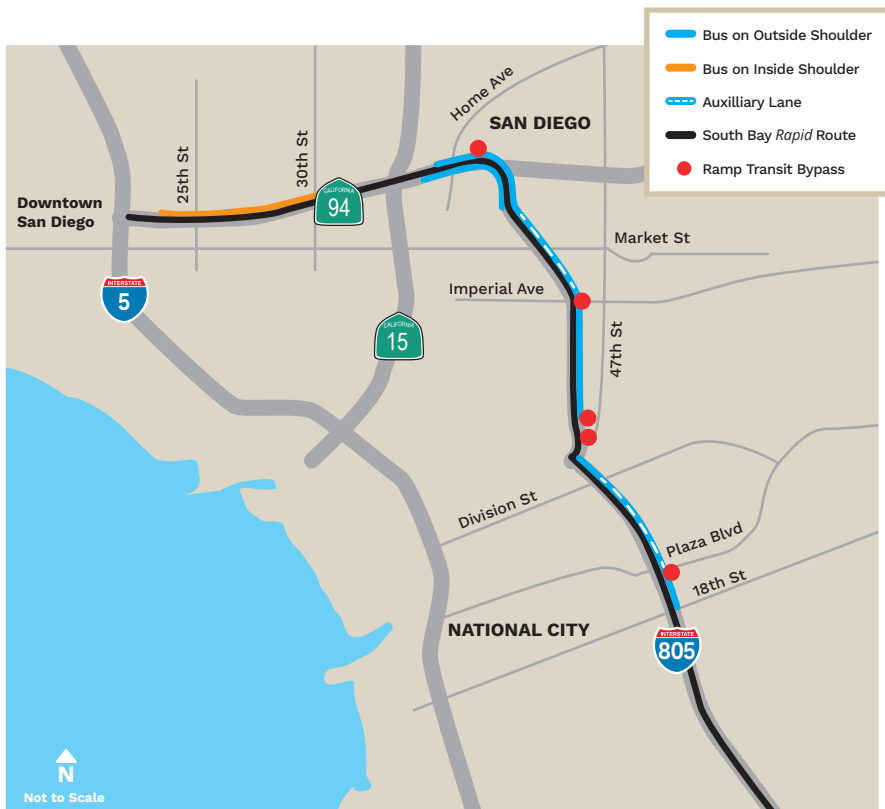 Bus on Outside Shoulder
Bus on Inside Shoulder
Auxilliary Lane
South Bay Rapid Route
Ramp Transit Bypass
Home Ave
SAN DIEGO
25th St
30th St
CALIFORNIA
94
Downtown
San Diego
Market St
Imperial Ave
INTERSTATE
5
CALIFORNIA
15
47th St
Division St
Plaza Blvd
18th St
NATIONAL CITY
INTERSTATE
805
N
Not to Scale